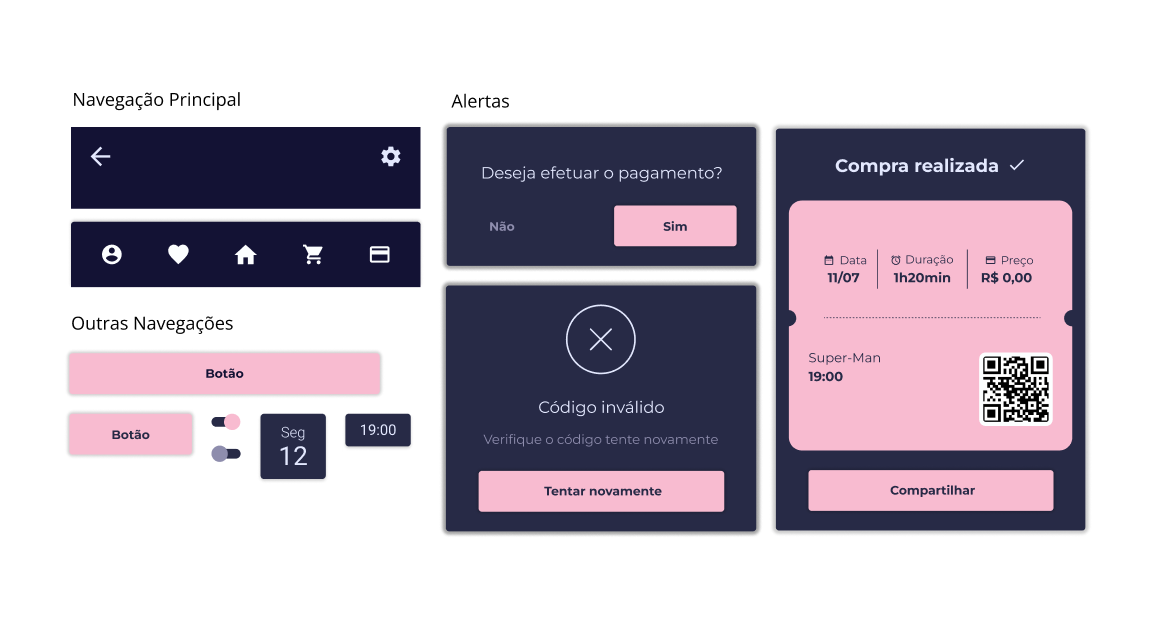 Navegação Principal
Outras Navegações
Botão
Botão
Seg
12
19:00
Alertas
Deseja efetuar o pagamento?
Não
Sim
Código inválido
Verifique o código tente novamente
Tentar novamente
Compra realizada
Data
11/07
Duração
1h20min
Preço
R$ 0,00
Super-Man
19:00
Compartilhar